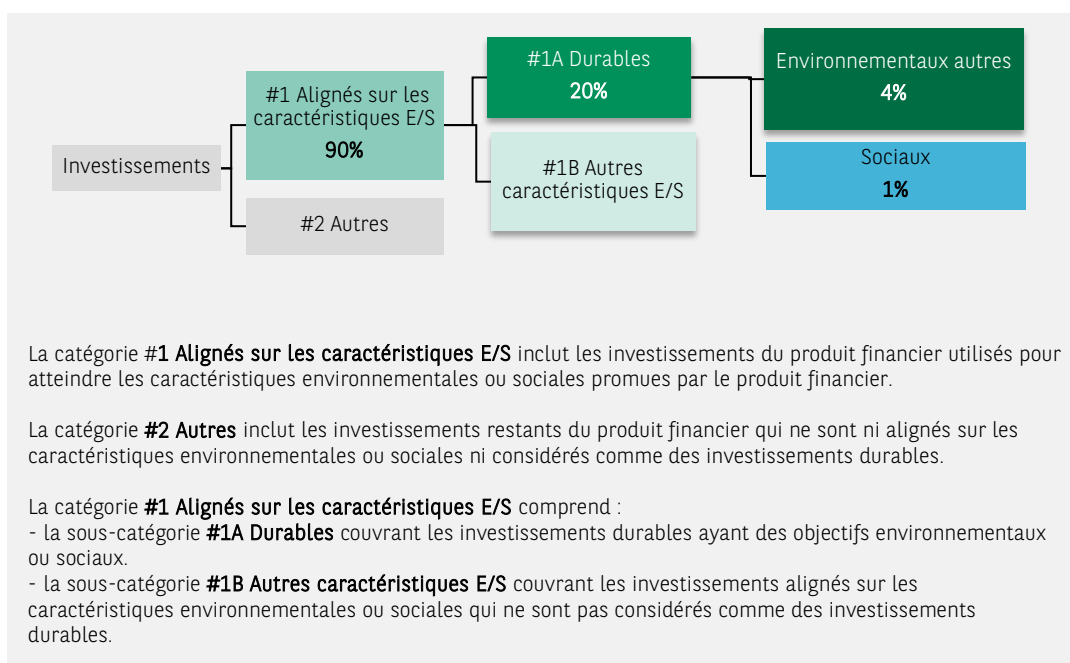 Investissements
#1 Alignés sur les
caractéristiques E/S
90%
#2 Autres
#1A Durables
20%
#1B Autres
caractéristiques E/S
Environnementaux autres
4%
Sociaux
1%
La catégorie #1 Alignés sur les caractéristiques E/S inclut les investissements du produit financier utilisés pour
atteindre les caractéristiques environnementales ou sociales promues par le produit financier.
La catégorie #2 Autres inclut les investissements restants du produit financier qui ne sont ni alignés sur les
caractéristiques environnementales ou sociales ni considérés comme des investissements durables.
La catégorie #1 Alignés sur les caractéristiques E/S comprend :
- la sous-catégorie #1A Durables couvrant les investissements durables ayant des objectifs environnementaux
ou sociaux.
- la sous-catégorie #1B Autres caractéristiques E/S couvrant les investissements alignés sur les
caractéristiques environnementales ou sociales qui ne sont pas considérés comme des investissements
durables.